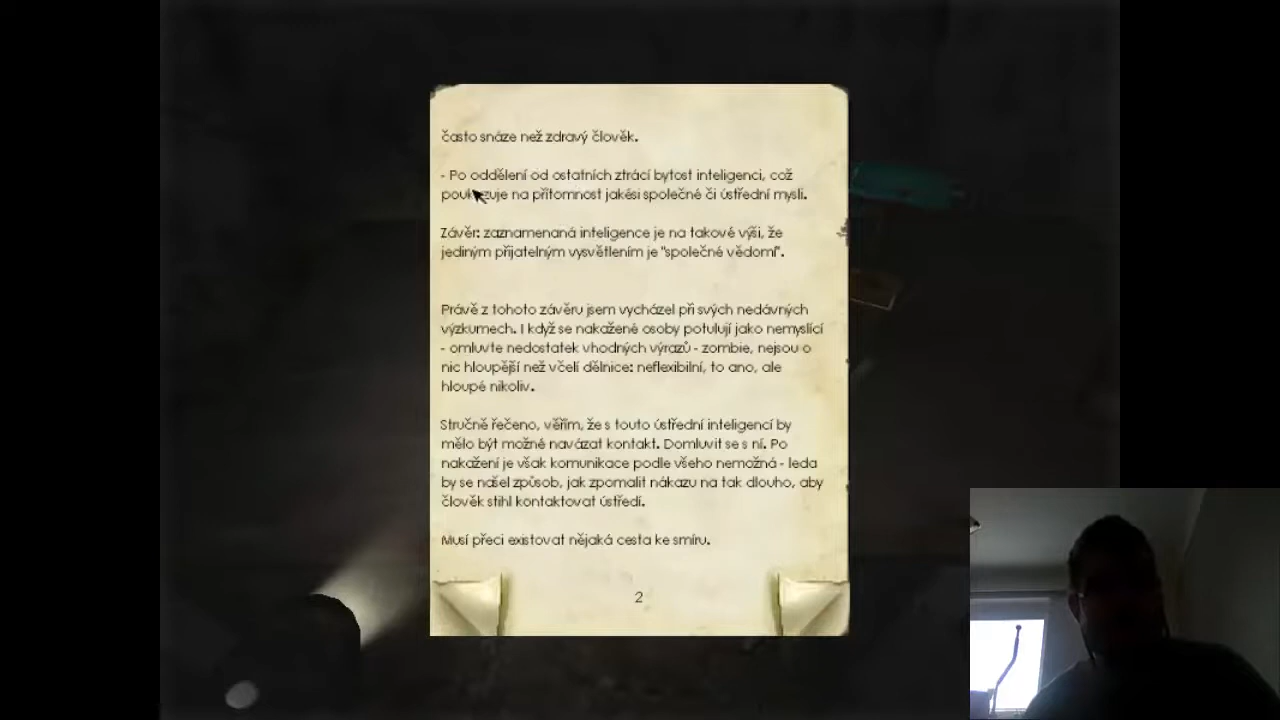 často snáze než zdravý člověk.
- Po oddělení od ostatních ztrácí bytost inteligenci, což
poukazuje na přítomnost jakési společné či ústřední mysli.
Závěr: zaznamenaná inteligence je na takové výši, že
jediným přijatelným vysvětlením je "společné vědomí".
Právě z tohoto závěru jsem vycházel při svých nedávných
výzkumech. I když se nakažené osoby potulují jako nemyslící
- omluvte nedostatek vhodných výrazů - zombie, nejsou o
nic hloupější než včelí dělnice: neflexibilní, to ano, ale
hloupé nikoliv.
Stručně řečeno, věřím, že s touto ústřední inteligencí by
mělo být možné navázat kontakt. Domluvit se s ní. Po
nakažení je však komunikace podle všeho nemožná - leda
by se našel způsob, jak zpomalit nákazu na tak dlouho, aby
člověk stihl kontaktovat ústředí.
Musí přeci existovat nějaká cesta ke smíru.
2